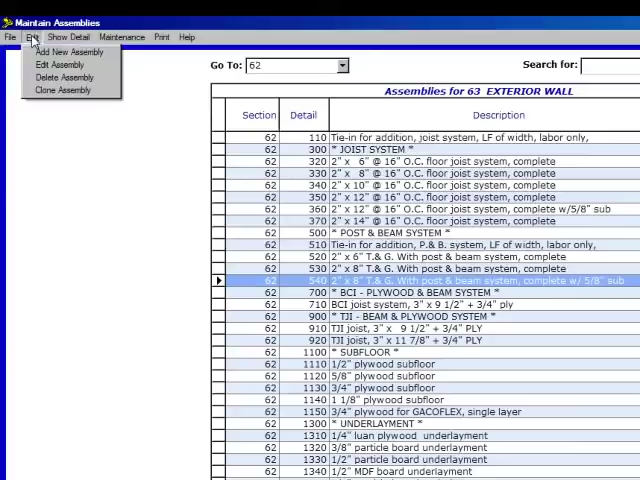 Maintain Assemblies
File Edit Show Detail Maintenance Print Help
Add New Assembly
Edit Assembly
Delete Assembly
Clone Assembly
Go To: 62 Search for:
Assemblies for 63 EXTERIOR WALL
Section Detail Description
62 110 Tie-in for addition, joist system, LF of width, labor only,
62 300 * JOIST SYSTEM *
62 320 2" x 6" @ 16" O.C. floor joist system, complete
62 330 2" x 8" @ 16" O.C. floor joist system, complete
62 340 2" x 10" @ 16" O.C. floor joist system, complete
62 350 2" x 12" @ 16" O.C. floor joist system, complete
62 360 2" x 12" @ 16" O.C. floor joist system, complete w/5/8" sub
62 370 2" x 14" @ 16" O.C. floor joist system, complete
62 500 * POST & BEAM SYSTEM *
62 510 Tie-in for addition, P.& B. system, LF of width, labor only,
62 520 2" x 6" T.& G. With post & beam system, complete
62 530 2" x 8" T.& G. With post & beam system, complete
62 540 2" x 8" T.& G. With post & beam system, complete w/ 5/8" sub
62 700 * BCI - PLYWOOD & BEAM SYSTEM *
62 710 BCI joist system, 3" x 9 1/2" + 3/4" ply
62 900 * TJI - BEAM & PLYWOOD SYSTEM *
62 910 TJI joist, 3" x 9 1/2" + 3/4" PLY
62 920 TJI joist, 3" x 11 7/8" + 3/4" PLY
62 1100 * SUBFLOOR *
62 1110 1/2" plywood subfloor
62 1120 5/8" plywood subfloor
62 1130 3/4" plywood subfloor
62 1140 1 1/8" plywood subfloor
62 1150 3/4" plywood for GACOFLEX, single layer
62 1300 * UNDERLAYMENT *
62 1310 1/4" luan plywood underlayment
62 1320 3/8" particle board underlayment
62 1330 1/2" particle board underlayment
62 1340 1/2" MDF board underlayment